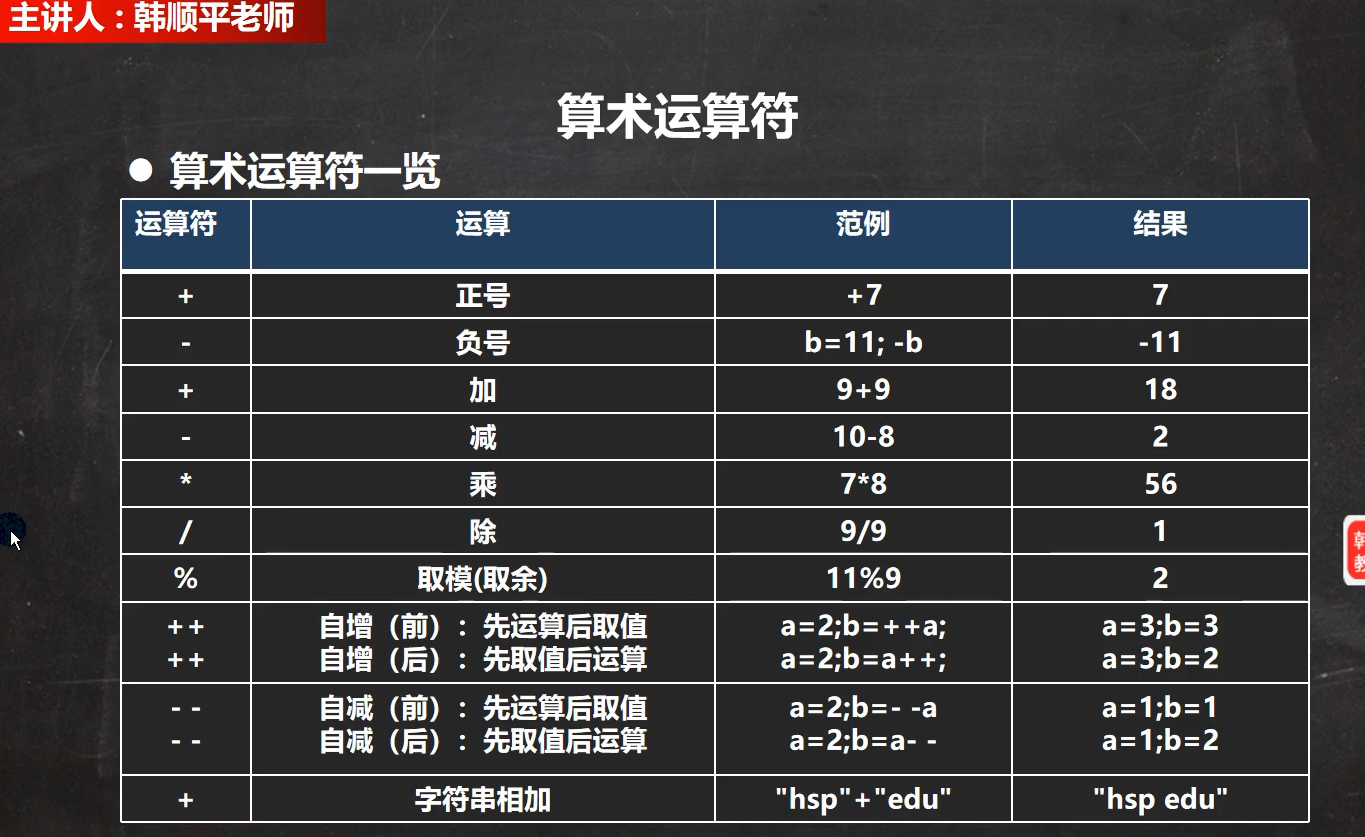 主讲人：韩顺平老师
算术运算符
● 算术运算符一览
运算符 运算 范例 结果
+ 正号 +7 7
- 负号 b=11; -b -11
+ 加 9+9 18
- 减 10-8 2
* 乘 7*8 56
/ 除 9/9 1
% 取模(取余) 11%9 2
++ 自增（前）：先运算后取值 a=2;b=++a; a=3;b=3
++ 自增（后）：先取值后运算 a=2;b=a++; a=3;b=2
- - 自减（前）：先运算后取值 a=2;b=- -a a=1;b=1
- - 自减（后）：先取值后运算 a=2;b=a- - a=1;b=2
+ 字符串相加 "hsp"+"edu" "hsp edu"